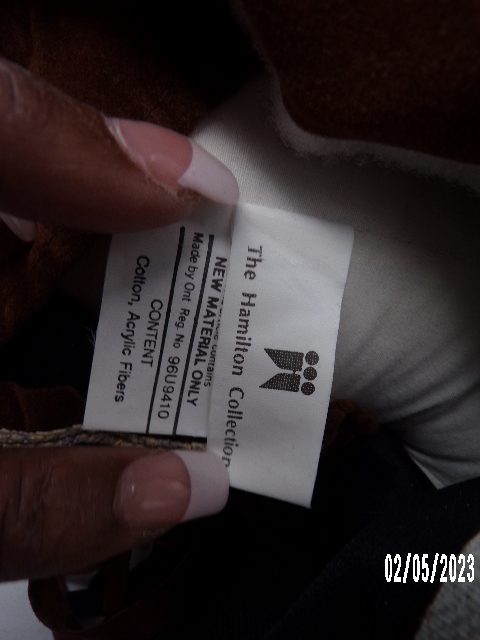 The Hamilton Collection
contains
NEW MATERIAL ONLY
Made by Ont Reg. No 96U9410
CONTENT
Cotton, Acrylic Fibers
02/05/2023